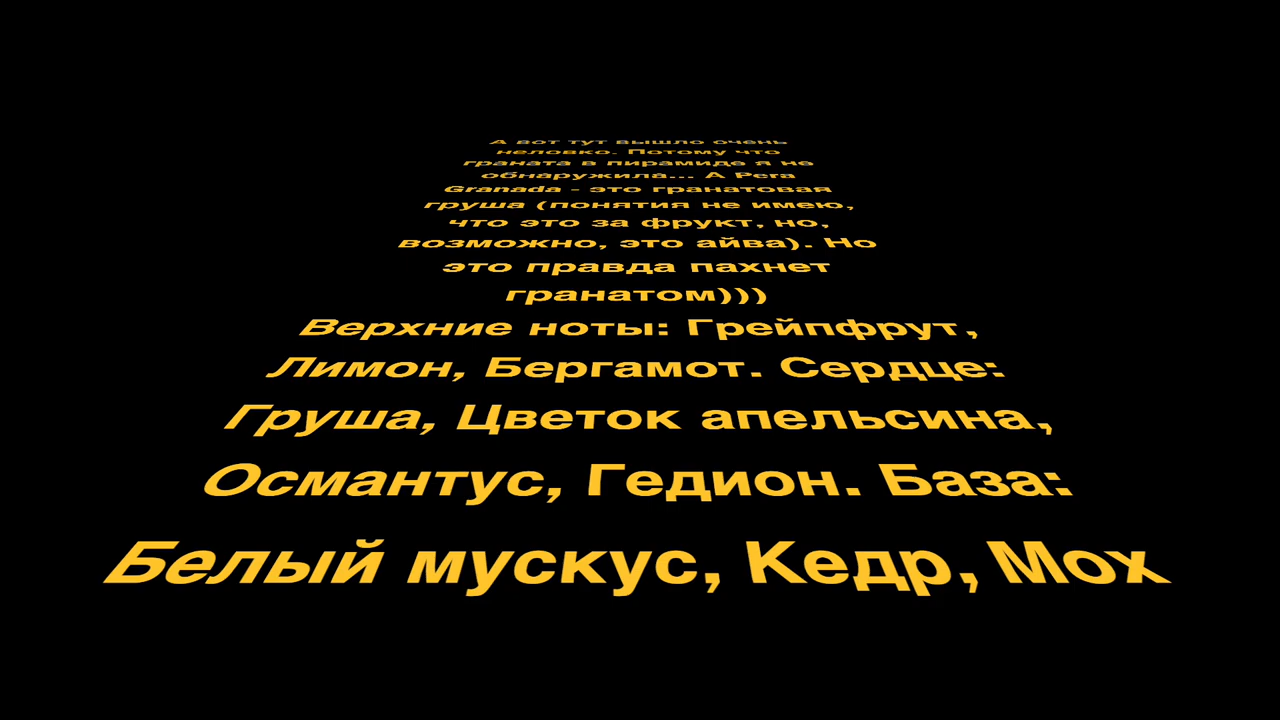 А вот тут вышло очень
неловко. Потому что
граната в пирамиде я не
обнаружила... А Pera
Granada - это гранатовая
груша (понятия не имею,
что это за фрукт, но,
возможно, это айва). Но
это правда пахнет
гранатом)))
Верхние ноты: Грейпфрут,
Лимон, Бергамот. Сердце:
Груша, Цветок апельсина,
Османтус, Гедион. База:
Белый мускус, Кедр, Мох